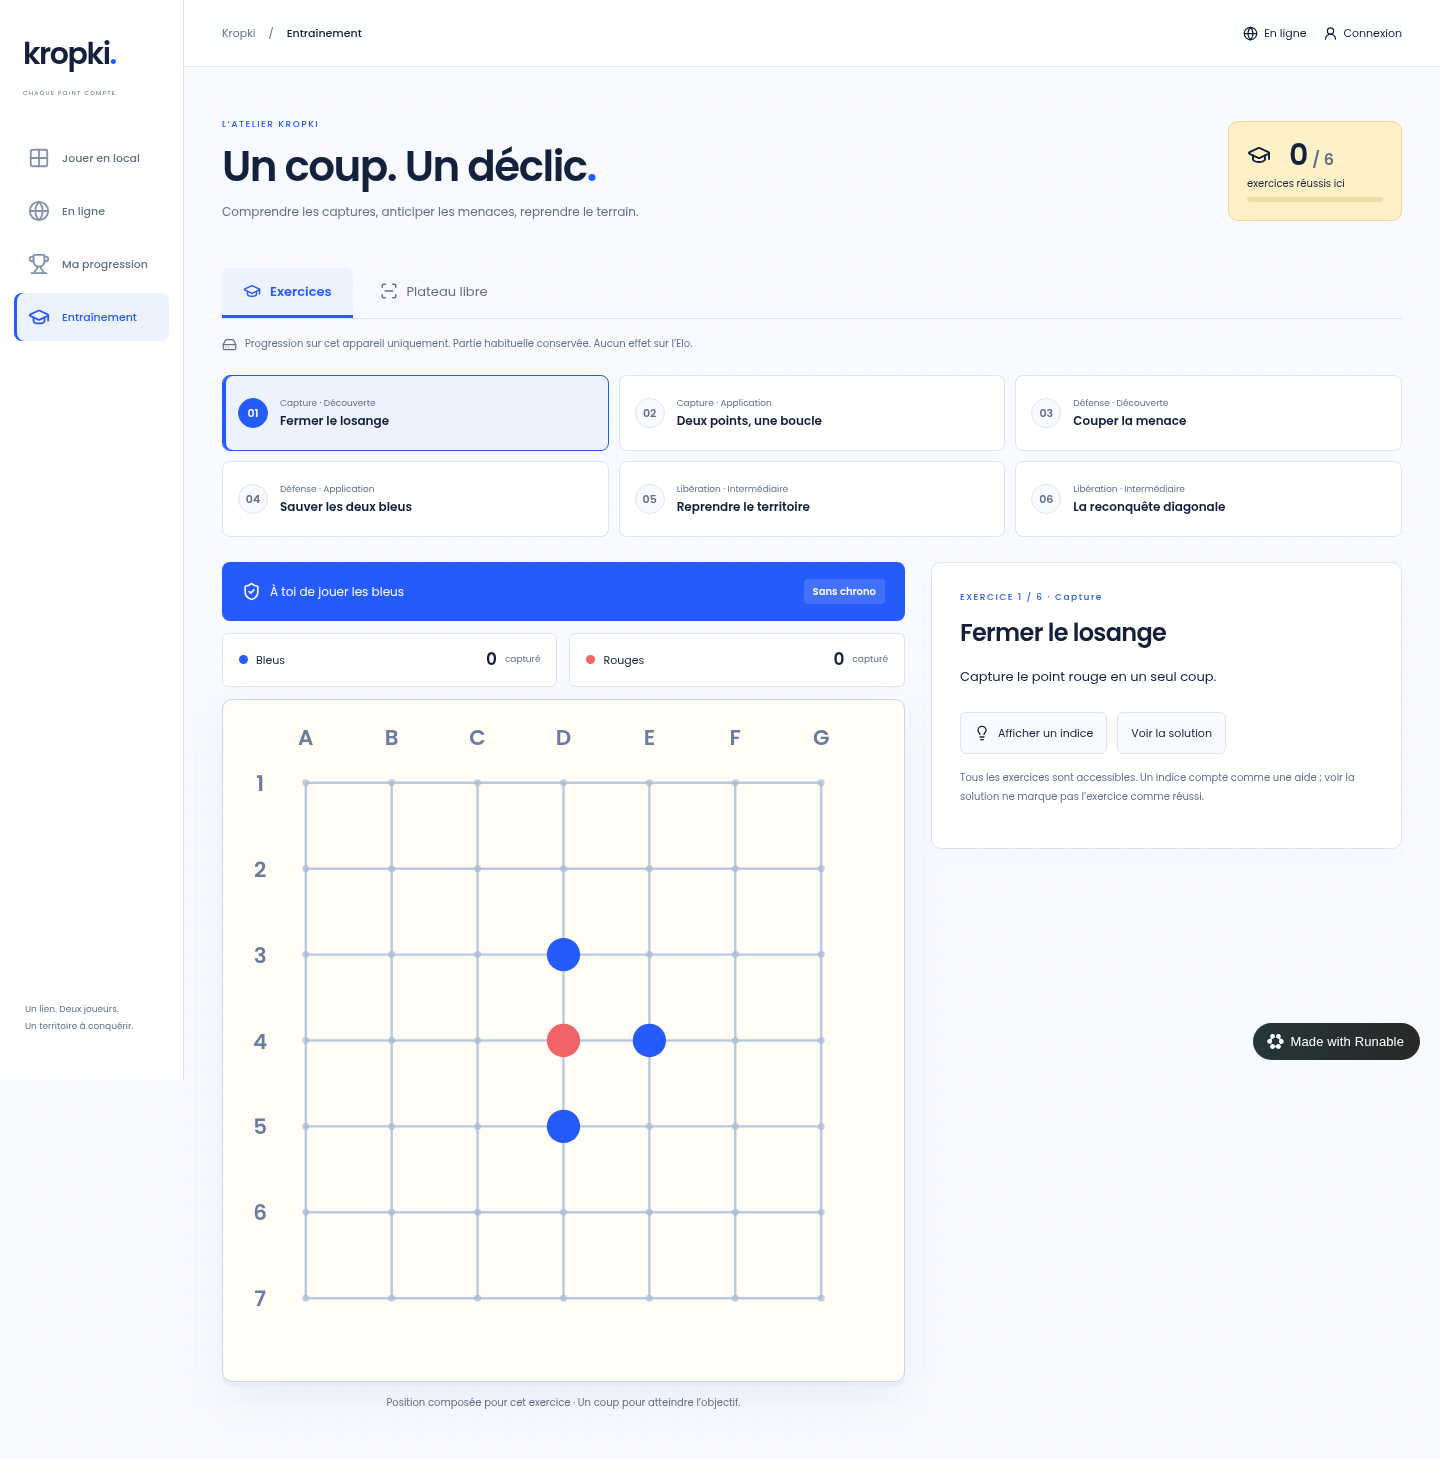 kropki.
CHAQUE POINT COMPTE.
Jouer en local
En ligne
Ma progression
Entraînement
Un lien. Deux joueurs.
Un territoire à conquérir.
Kropki / Entraînement
En ligne
Connexion
L'ATELIER KROPKI
Un coup. Un déclic.
Comprendre les captures, anticiper les menaces, reprendre le terrain.
0 / 6
exercices réussis ici
Exercices
Plateau libre
Progression sur cet appareil uniquement. Partie habituelle conservée. Aucun effet sur l’Elo.
01
Capture · Découverte
Fermer le losange
02
Capture · Application
Deux points, une boucle
03
Défense · Découverte
Couper la menace
04
Défense · Application
Sauver les deux bleus
05
Libération · Intermédiaire
Reprendre le territoire
06
Libération · Intermédiaire
La reconquête diagonale
À toi de jouer les bleus
Sans chrono
Bleus
0 capturé
Rouges
0 capturé
A B C D E F G
1
2
3
4
5
6
7
Position composée pour cet exercice · Un coup pour atteindre l’objectif.
EXERCICE 1 / 6 · Capture
Fermer le losange
Capture le point rouge en un seul coup.
Afficher un indice
Voir la solution
Tous les exercices sont accessibles. Un indice compte comme une aide ; voir la
solution ne marque pas l’exercice comme réussi.
Made with Runable